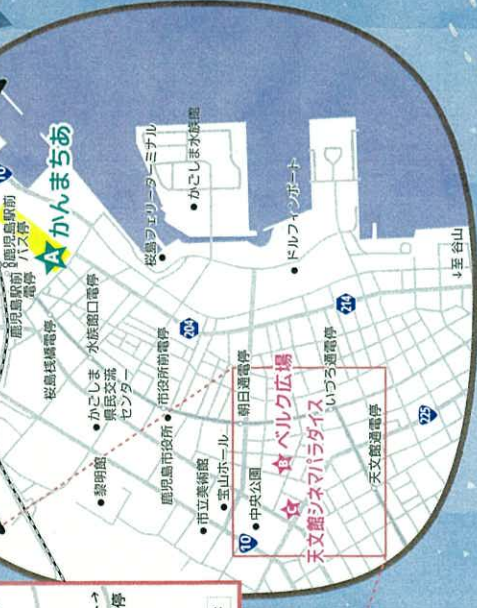 10
鹿児島駅前
バス停
鹿児島駅前
電停
A かんまちあ
桜島桟橋電停
水族館口電停
かごしま
県民交流
センター
桜島フェリーターミナル
かごしま水族館
黎明館
鹿児島市役所
市役所前電停
204
市立美術館
宝山ホール
朝日通電停
ドルフィンポート
10
中央公園
B ベルク広場
C
天文館シネマパラダイス
いづろ通電停
214
天文館通電停
225
↓至 谷山
停